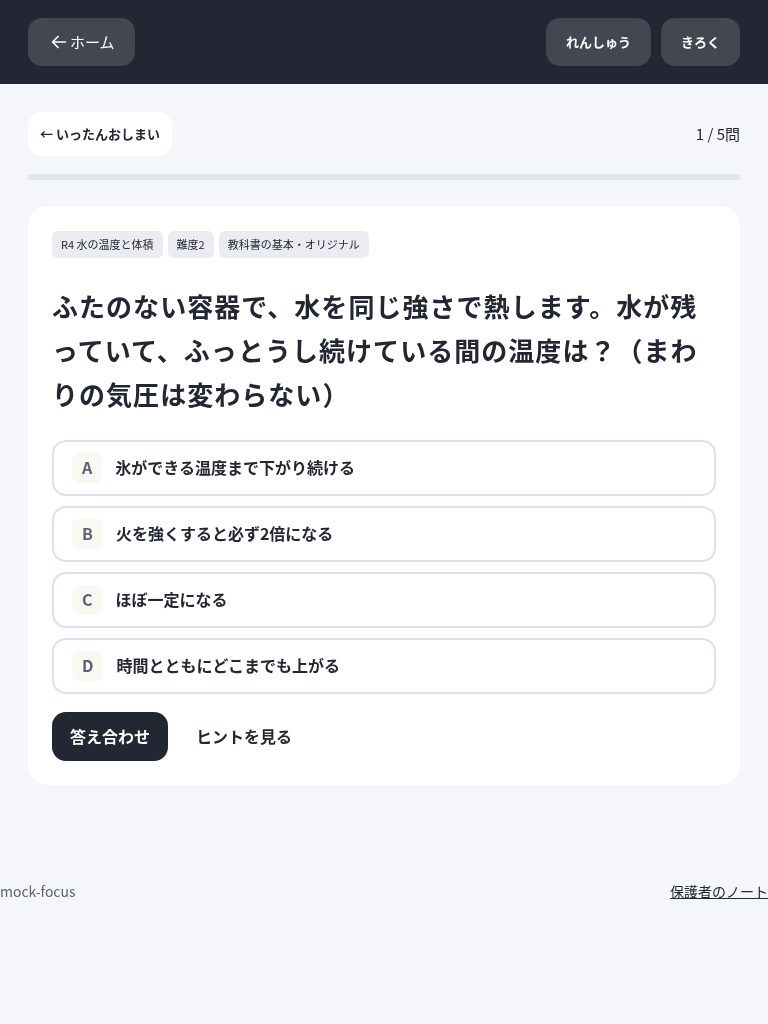 ← ホーム
れんしゅう
きろく
← いったんおしまい
1 / 5問
R4 水の温度と体積
難度2
教科書の基本・オリジナル
ふたのない容器で、水を同じ強さで熱します。水が残
っていて、ふっとうし続けている間の温度は？（まわ
りの気圧は変わらない）
A 氷ができる温度まで下がり続ける
B 火を強くすると必ず2倍になる
C ほぼ一定になる
D 時間とともにどこまでも上がる
答え合わせ
ヒントを見る
mock-focus
保護者のノート